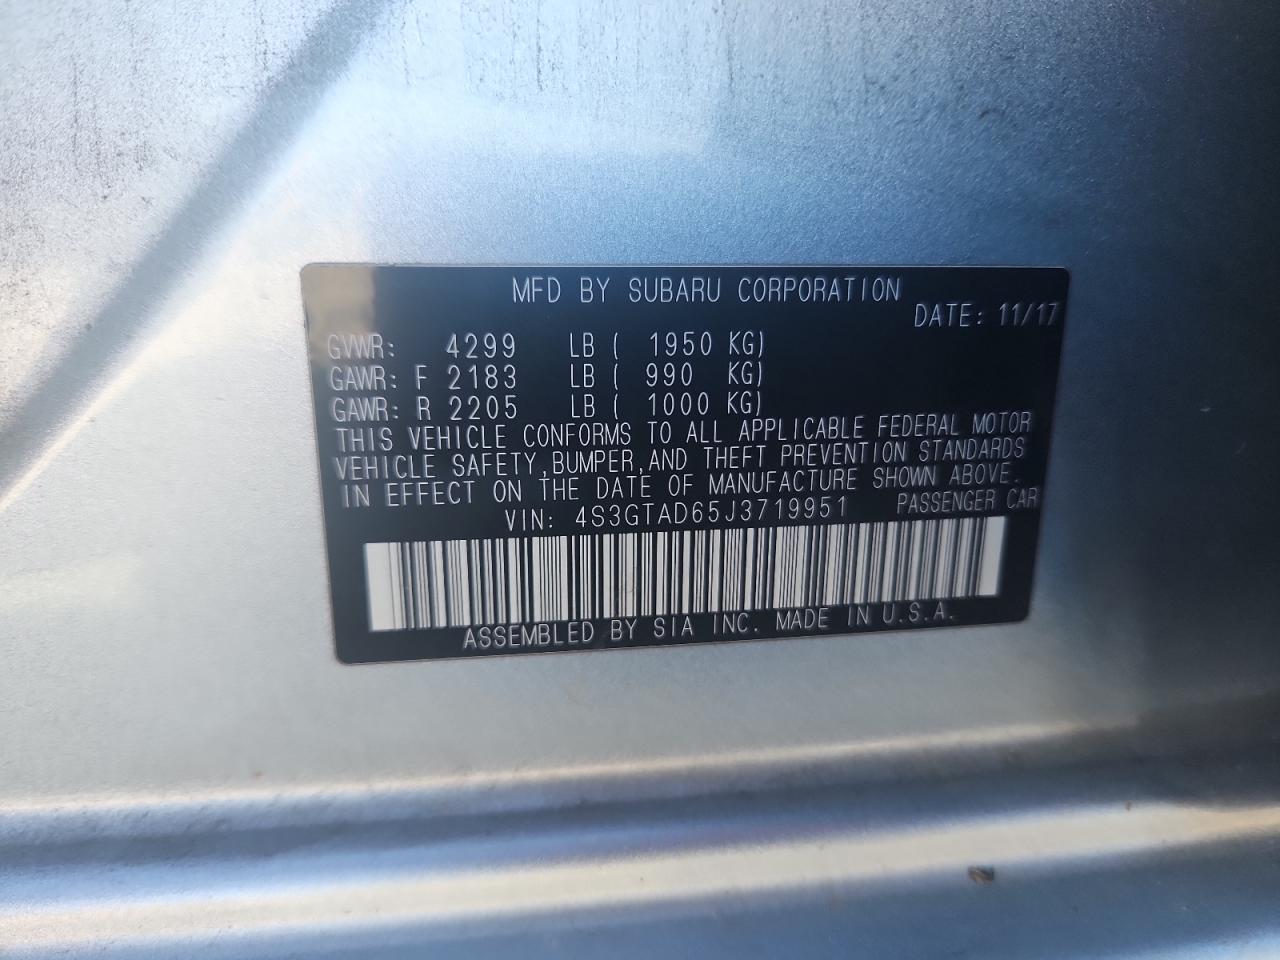 MFD BY SUBARU CORPORATION
DATE: 11/17
GVWR: 4299 LB ( 1950 KG)
GAWR: F 2183 LB ( 990 KG)
GAWR: R 2205 LB ( 1000 KG)
THIS VEHICLE CONFORMS TO ALL APPLICABLE FEDERAL MOTOR
VEHICLE SAFETY,BUMPER,AND THEFT PREVENTION STANDARDS
IN EFFECT ON THE DATE OF MANUFACTURE SHOWN ABOVE.
VIN: 4S3GTAD65J3719951 PASSENGER CAR
ASSEMBLED BY SIA INC. MADE IN U.S.A.